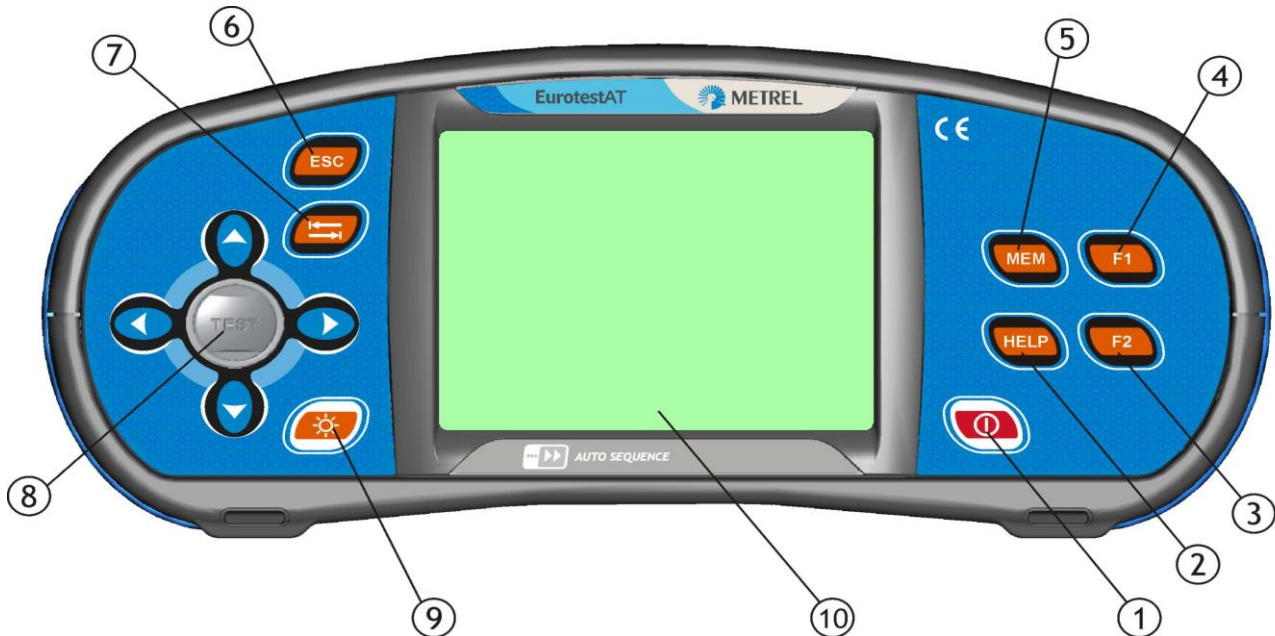 6
5
7
4
EurotestAT METREL
CE
ESC
MEM F1
TEST
HELP F2
AUTO SEQUENCE
8
3
2
9
10
1